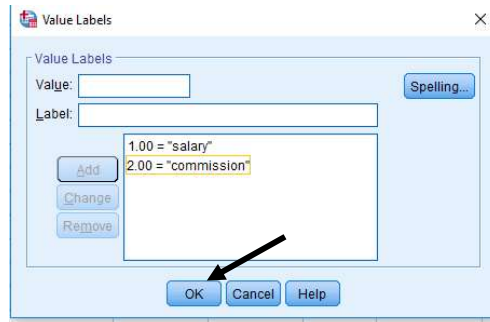 Value Labels
Value Labels
Value:
Spelling...
Label:
1.00 = "salary"
Add
2.00 = "commission"
Change
Remove
OK Cancel Help